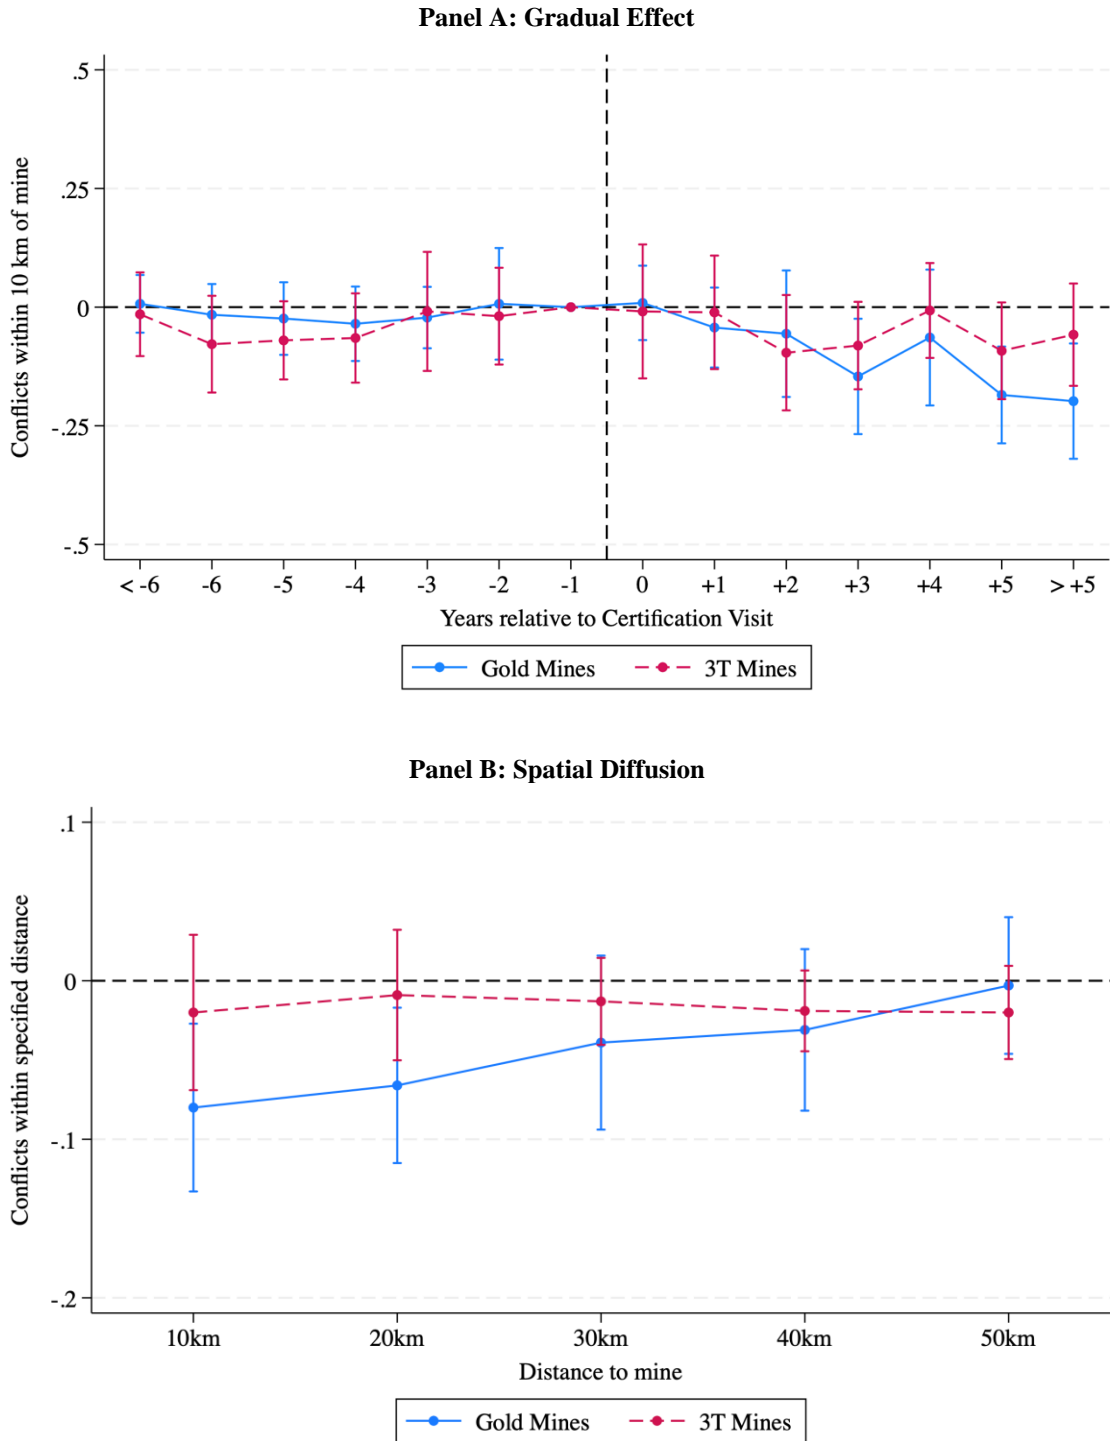 Panel A: Gradual Effect
Conflicts within 10 km of mine
.5
.25
0
-.25
-.5
< -6 -6 -5 -4 -3 -2 -1 0 +1 +2 +3 +4 +5 > +5
Years relative to Certification Visit
Gold Mines 3T Mines
Panel B: Spatial Diffusion
Conflicts within specified distance
.1
0
-.1
-.2
10km 20km 30km 40km 50km
Distance to mine
Gold Mines 3T Mines